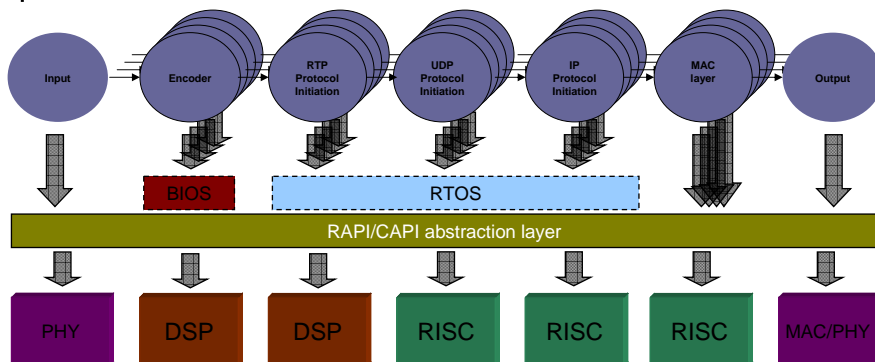 Input
Encoder
RTP
Protocol
Initiation
UDP
Protocol
Initiation
IP
Protocol
Initiation
MAC
layer
Output
BIOS
RTOS
RAPI/CAPI abstraction layer
PHY
DSP
DSP
RISC
RISC
RISC
MAC/PHY